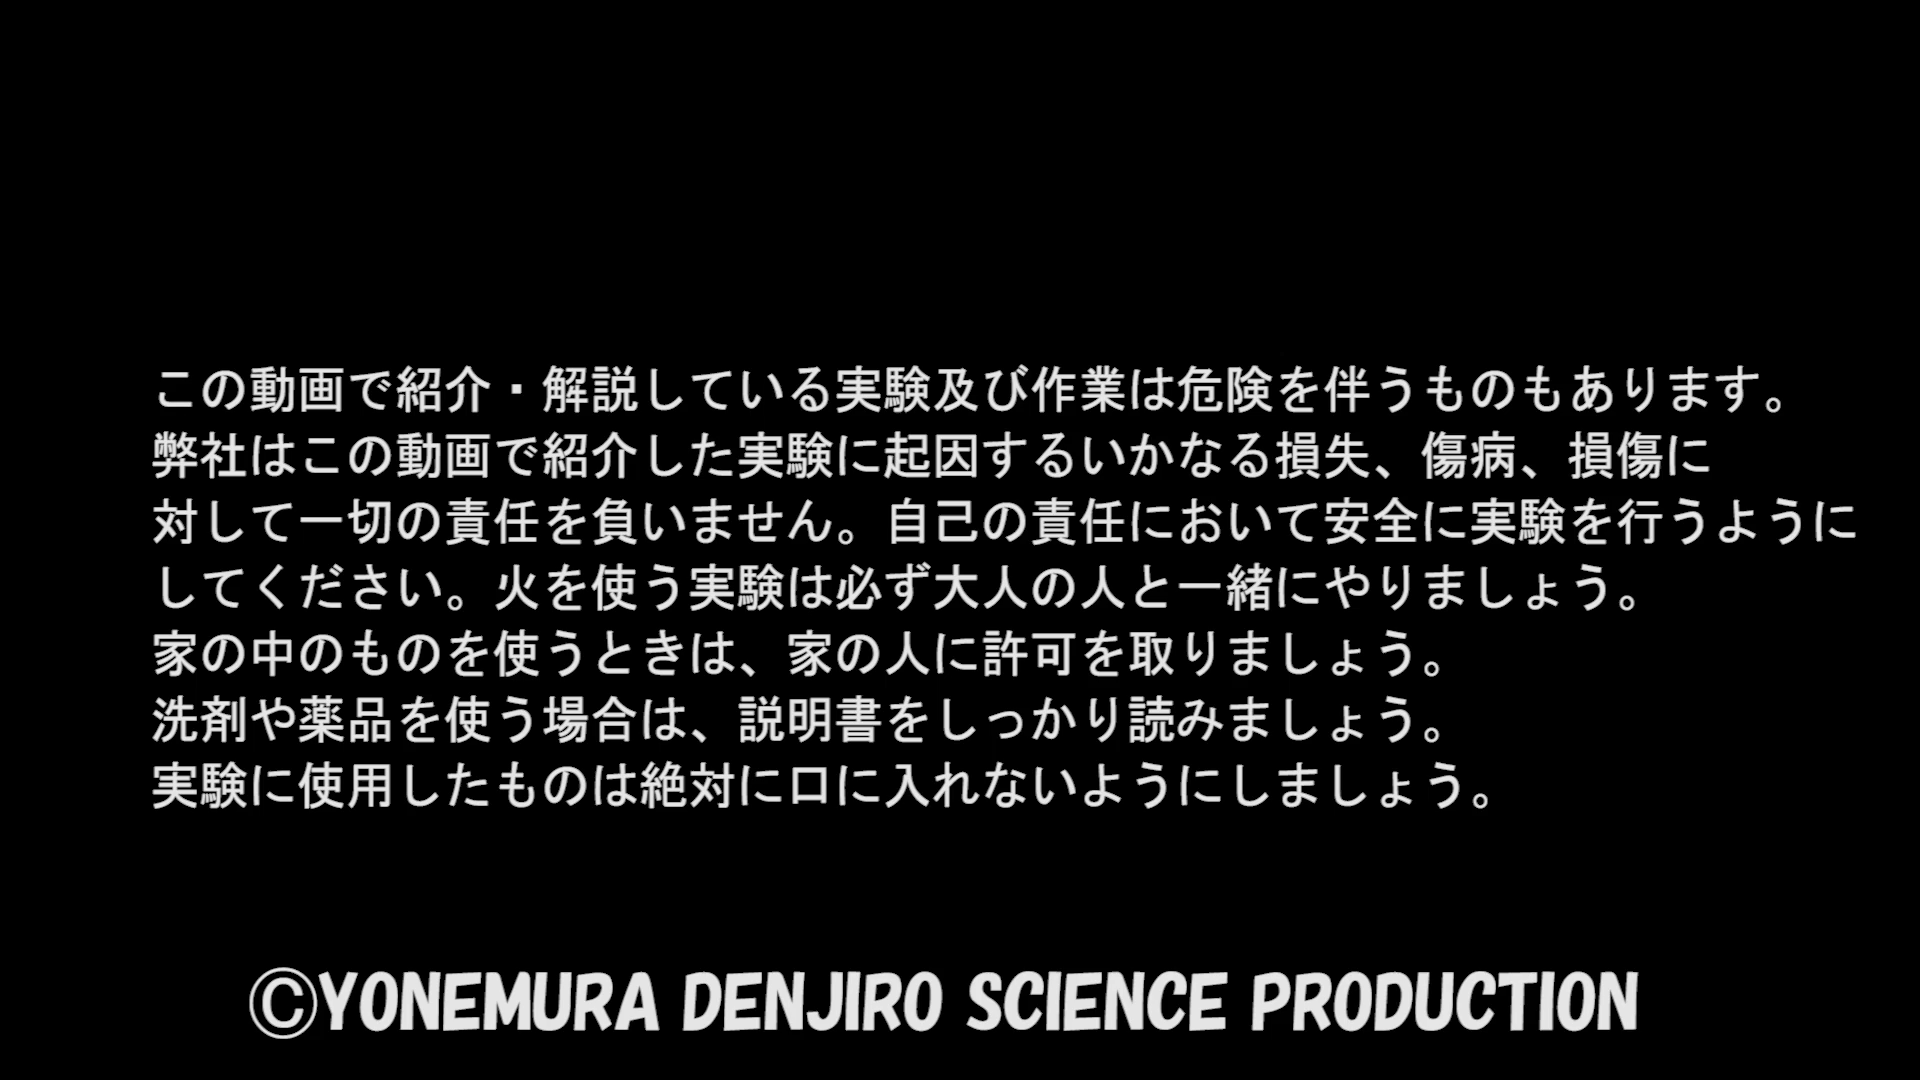 この動画で紹介・解説している実験及び作業は危険を伴うものもあります。
弊社はこの動画で紹介した実験に起因するいかなる損失、傷病、損傷に
対して一切の責任を負いません。自己の責任において安全に実験を行うように
してください。火を使う実験は必ず大人の人と一緒にやりましょう。
家の中のものを使うときは、家の人に許可を取りましょう。
洗剤や薬品を使う場合は、説明書をしっかり読みましょう。
実験に使用したものは絶対に口に入れないようにしましょう。
©YONEMURA DENJIRO SCIENCE PRODUCTION